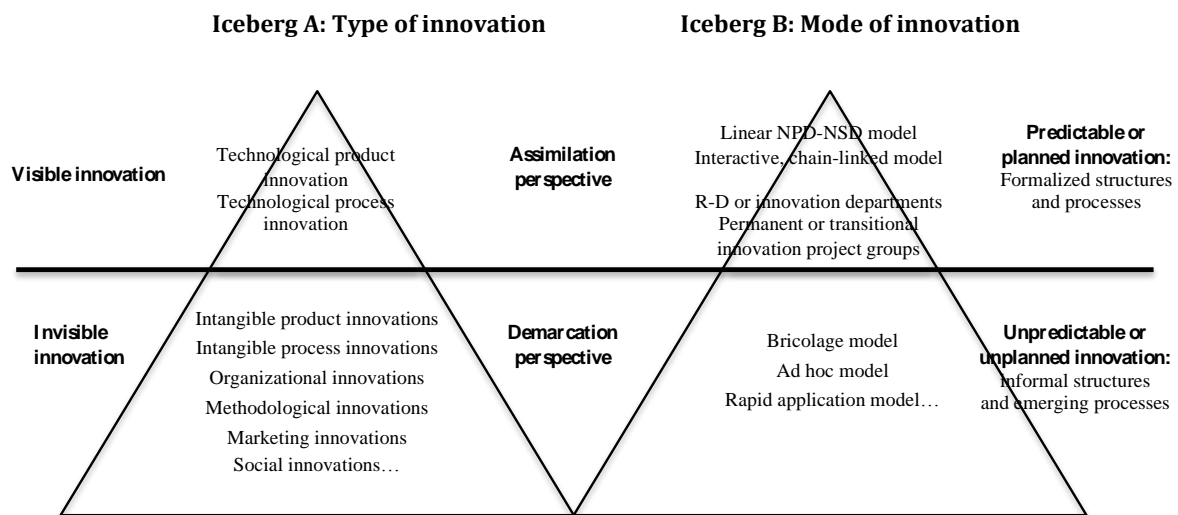 Iceberg A: Type of innovation
Iceberg B: Mode of innovation
Visible innovation
Technological product
innovation
Technological process
innovation
Assimilation
perspective
Linear NPD-NSD model
Interactive, chain-linked model
R-D or innovation departments
Permanent or transitional
innovation project groups
Predictable or
planned innovation:
Formalized structures
and processes
Invisible
innovation
Intangible product innovations
Intangible process innovations
Organizational innovations
Methodological innovations
Marketing innovations
Social innovations…
Demarcation
perspective
Bricolage model
Ad hoc model
Rapid application model…
Unpredictable or
unplanned innovation:
informal structures
and emerging processes